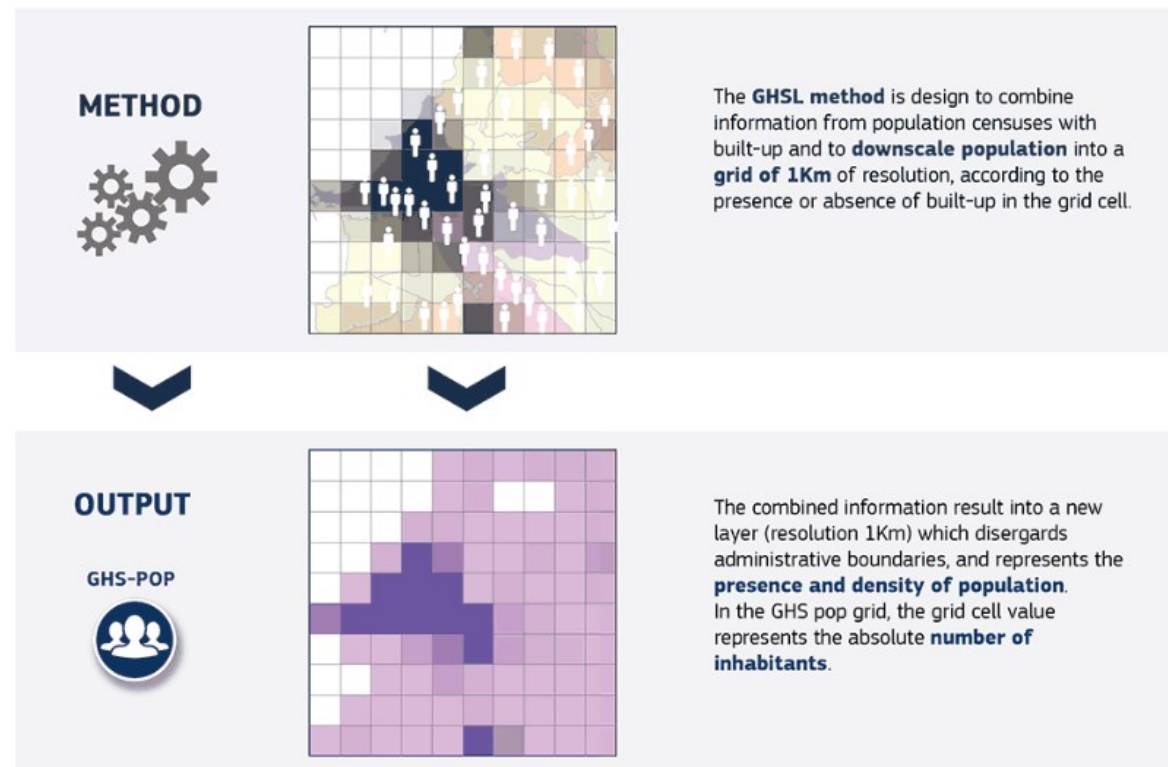 METHOD
The GHSL method is design to combine
information from population censuses with
built-up and to downscale population into a
grid of 1Km of resolution, according to the
presence or absence of built-up in the grid cell.
OUTPUT
GHS-POP
The combined information result into a new
layer (resolution 1Km) which disergards
administrative boundaries, and represents the
presence and density of population.
In the GHS pop grid, the grid cell value
represents the absolute number of
inhabitants.